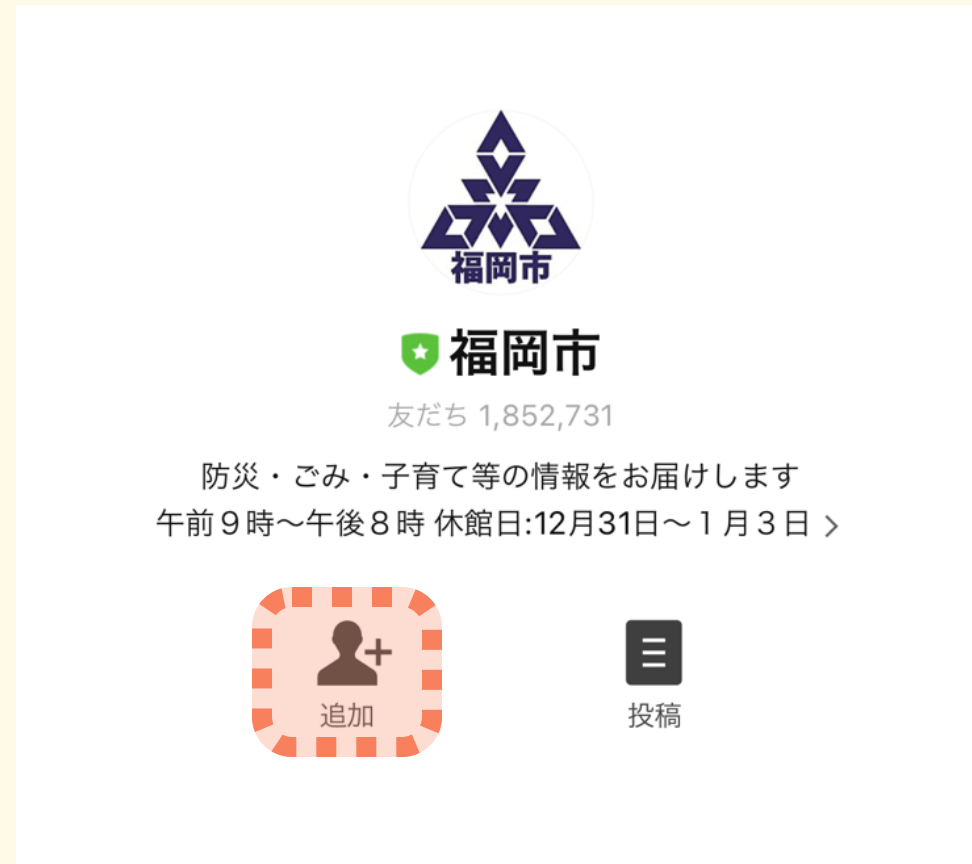 福岡市
福岡市
友だち 1,852,731
防災・ごみ・子育て等の情報をお届けします
午前９時〜午後８時 休館日:12月31日〜１月３日 >
追加
投稿